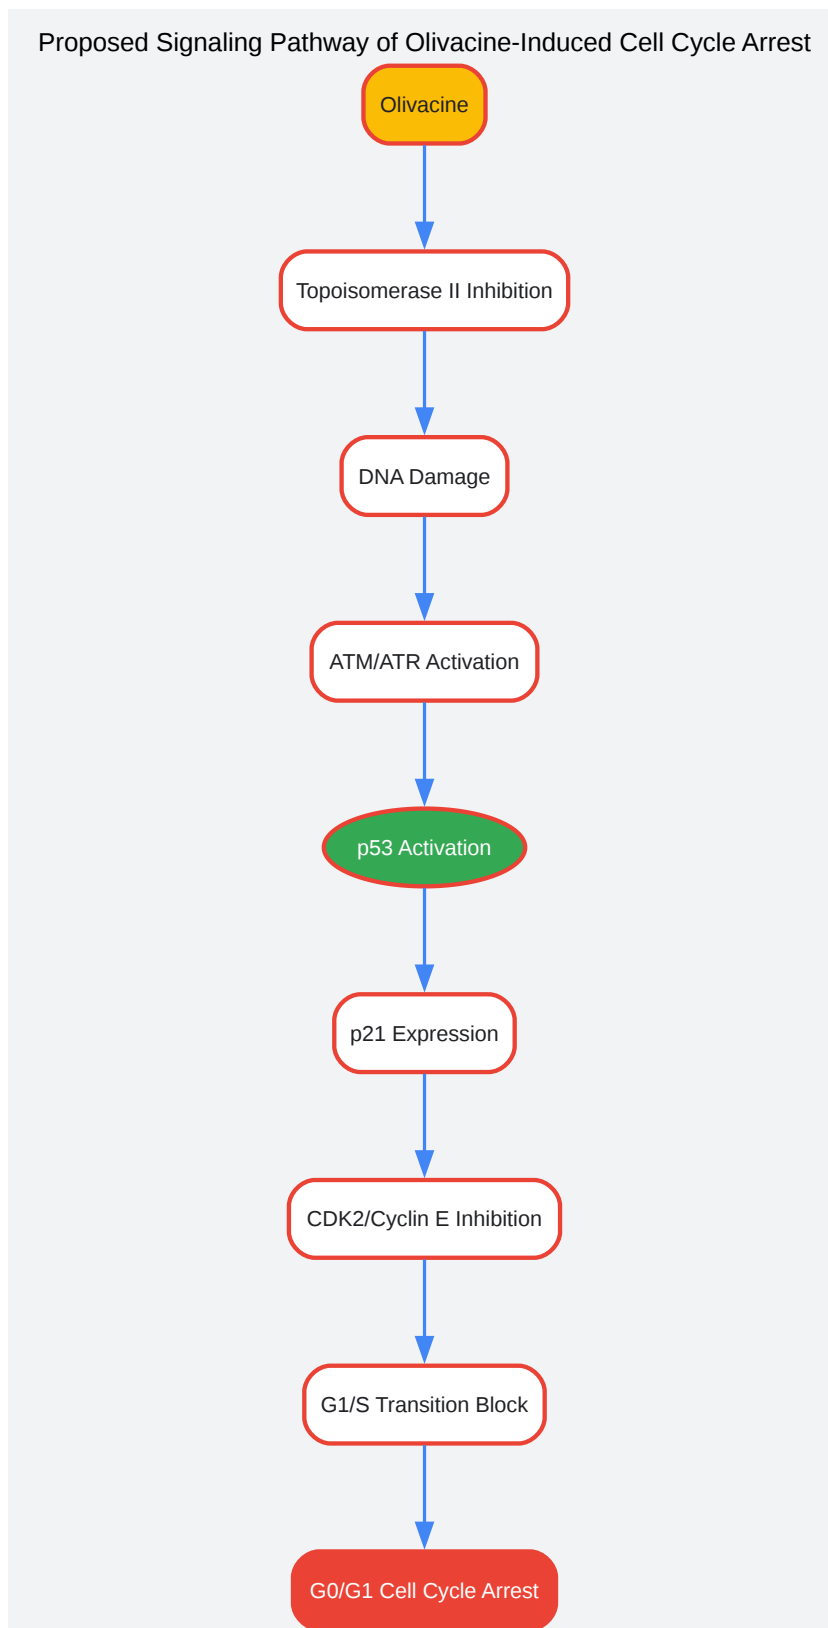 Proposed Signaling Pathway of Olivacine-Induced Cell Cycle Arrest
Olivacine
Topoisomerase II Inhibition
DNA Damage
ATM/ATR Activation
p53 Activation
p21 Expression
CDK2/Cyclin E Inhibition
G1/S Transition Block
G0/G1 Cell Cycle Arrest